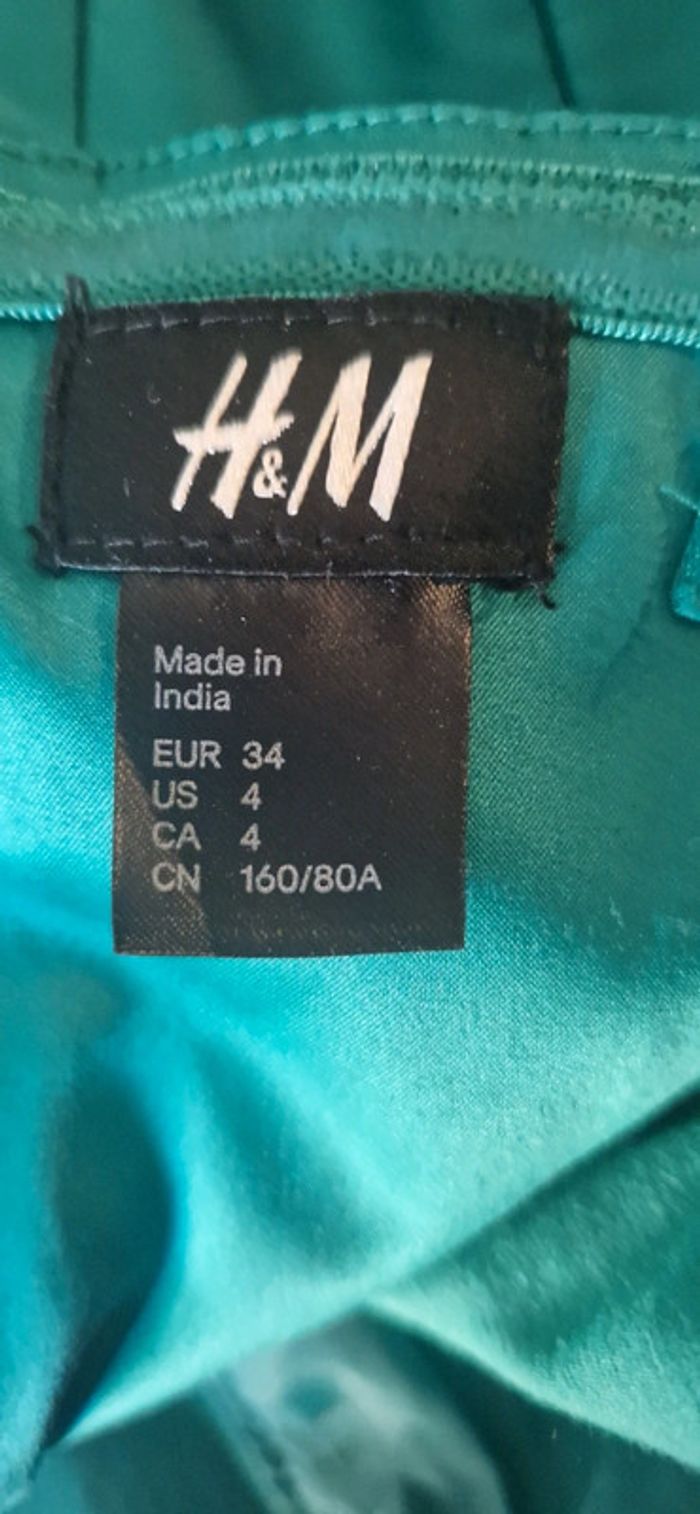 H&M
Made in
India
EUR 34
US 4
CA 4
CN 160/80A